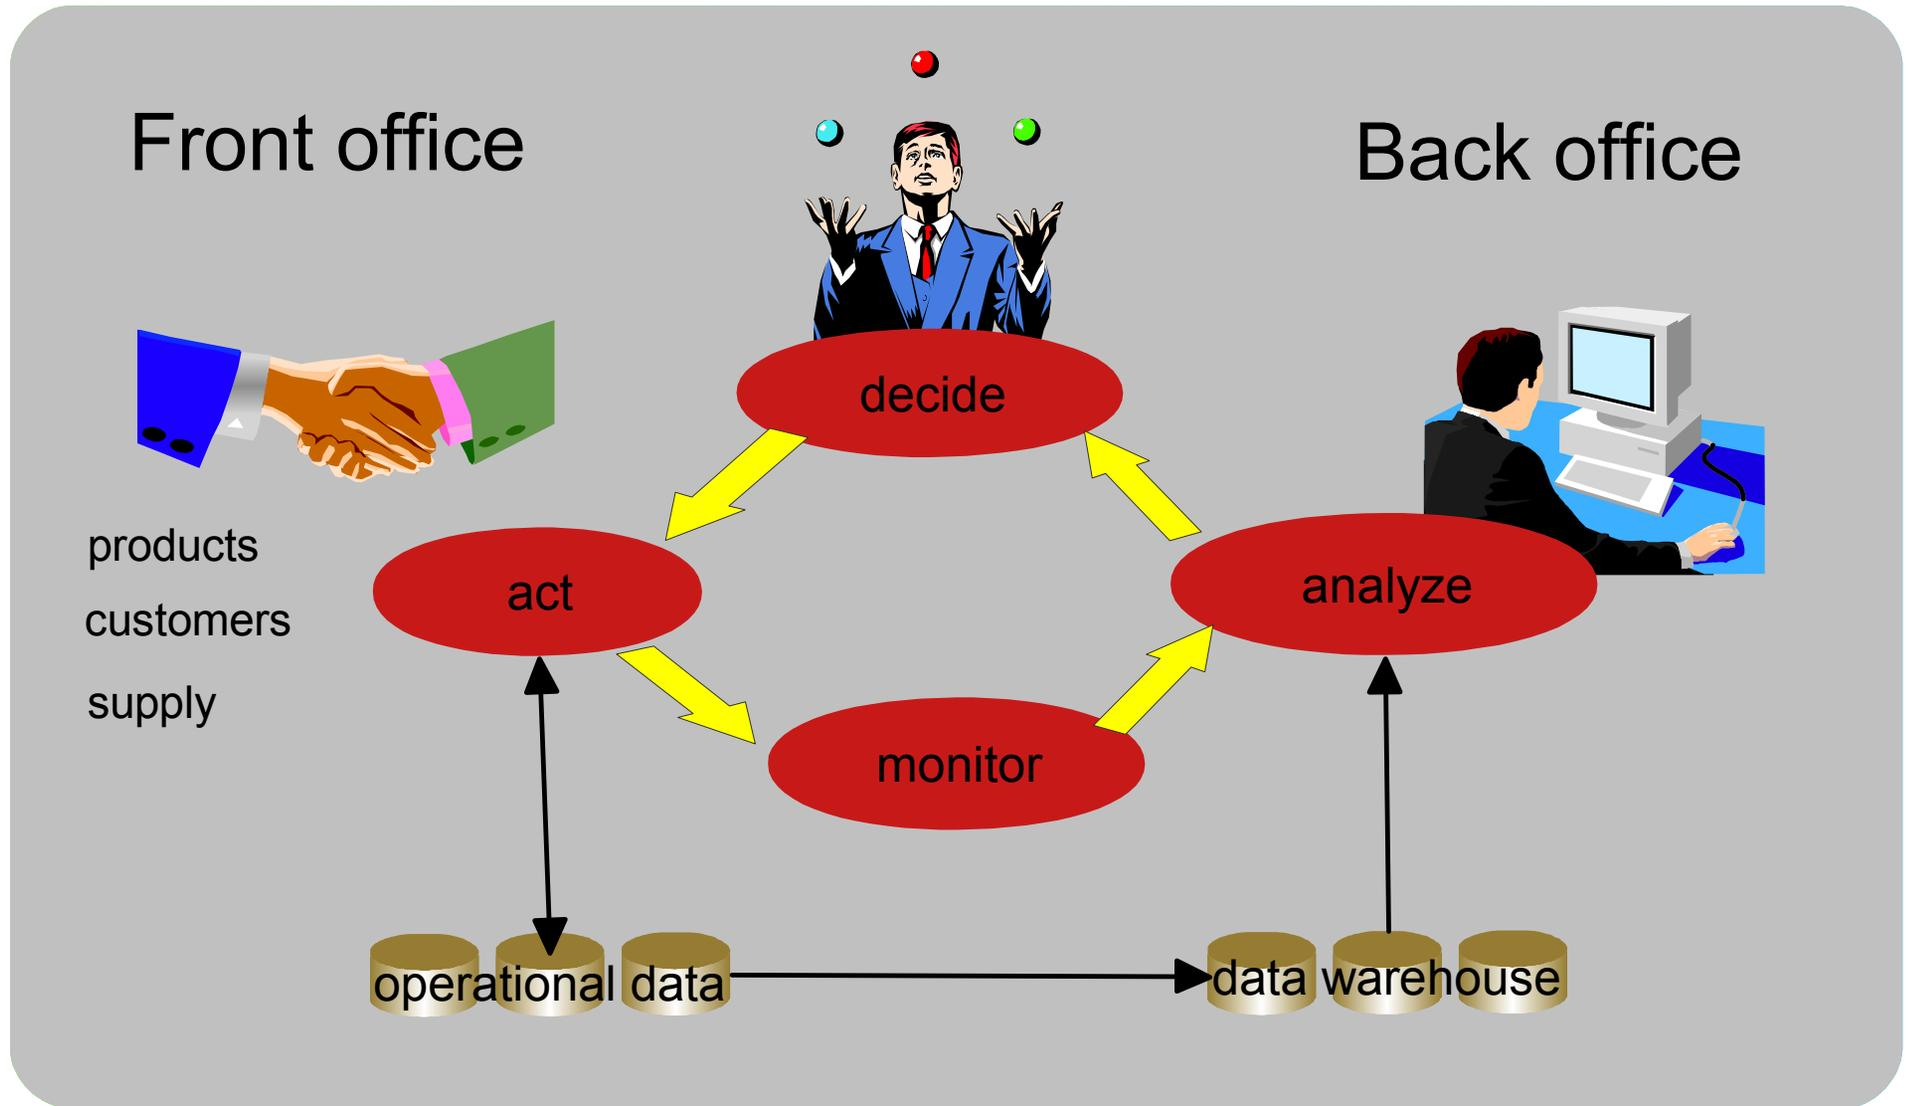 Front office
Back office
decide
products
act
analyze
customers
supply
monitor
operational data
data warehouse